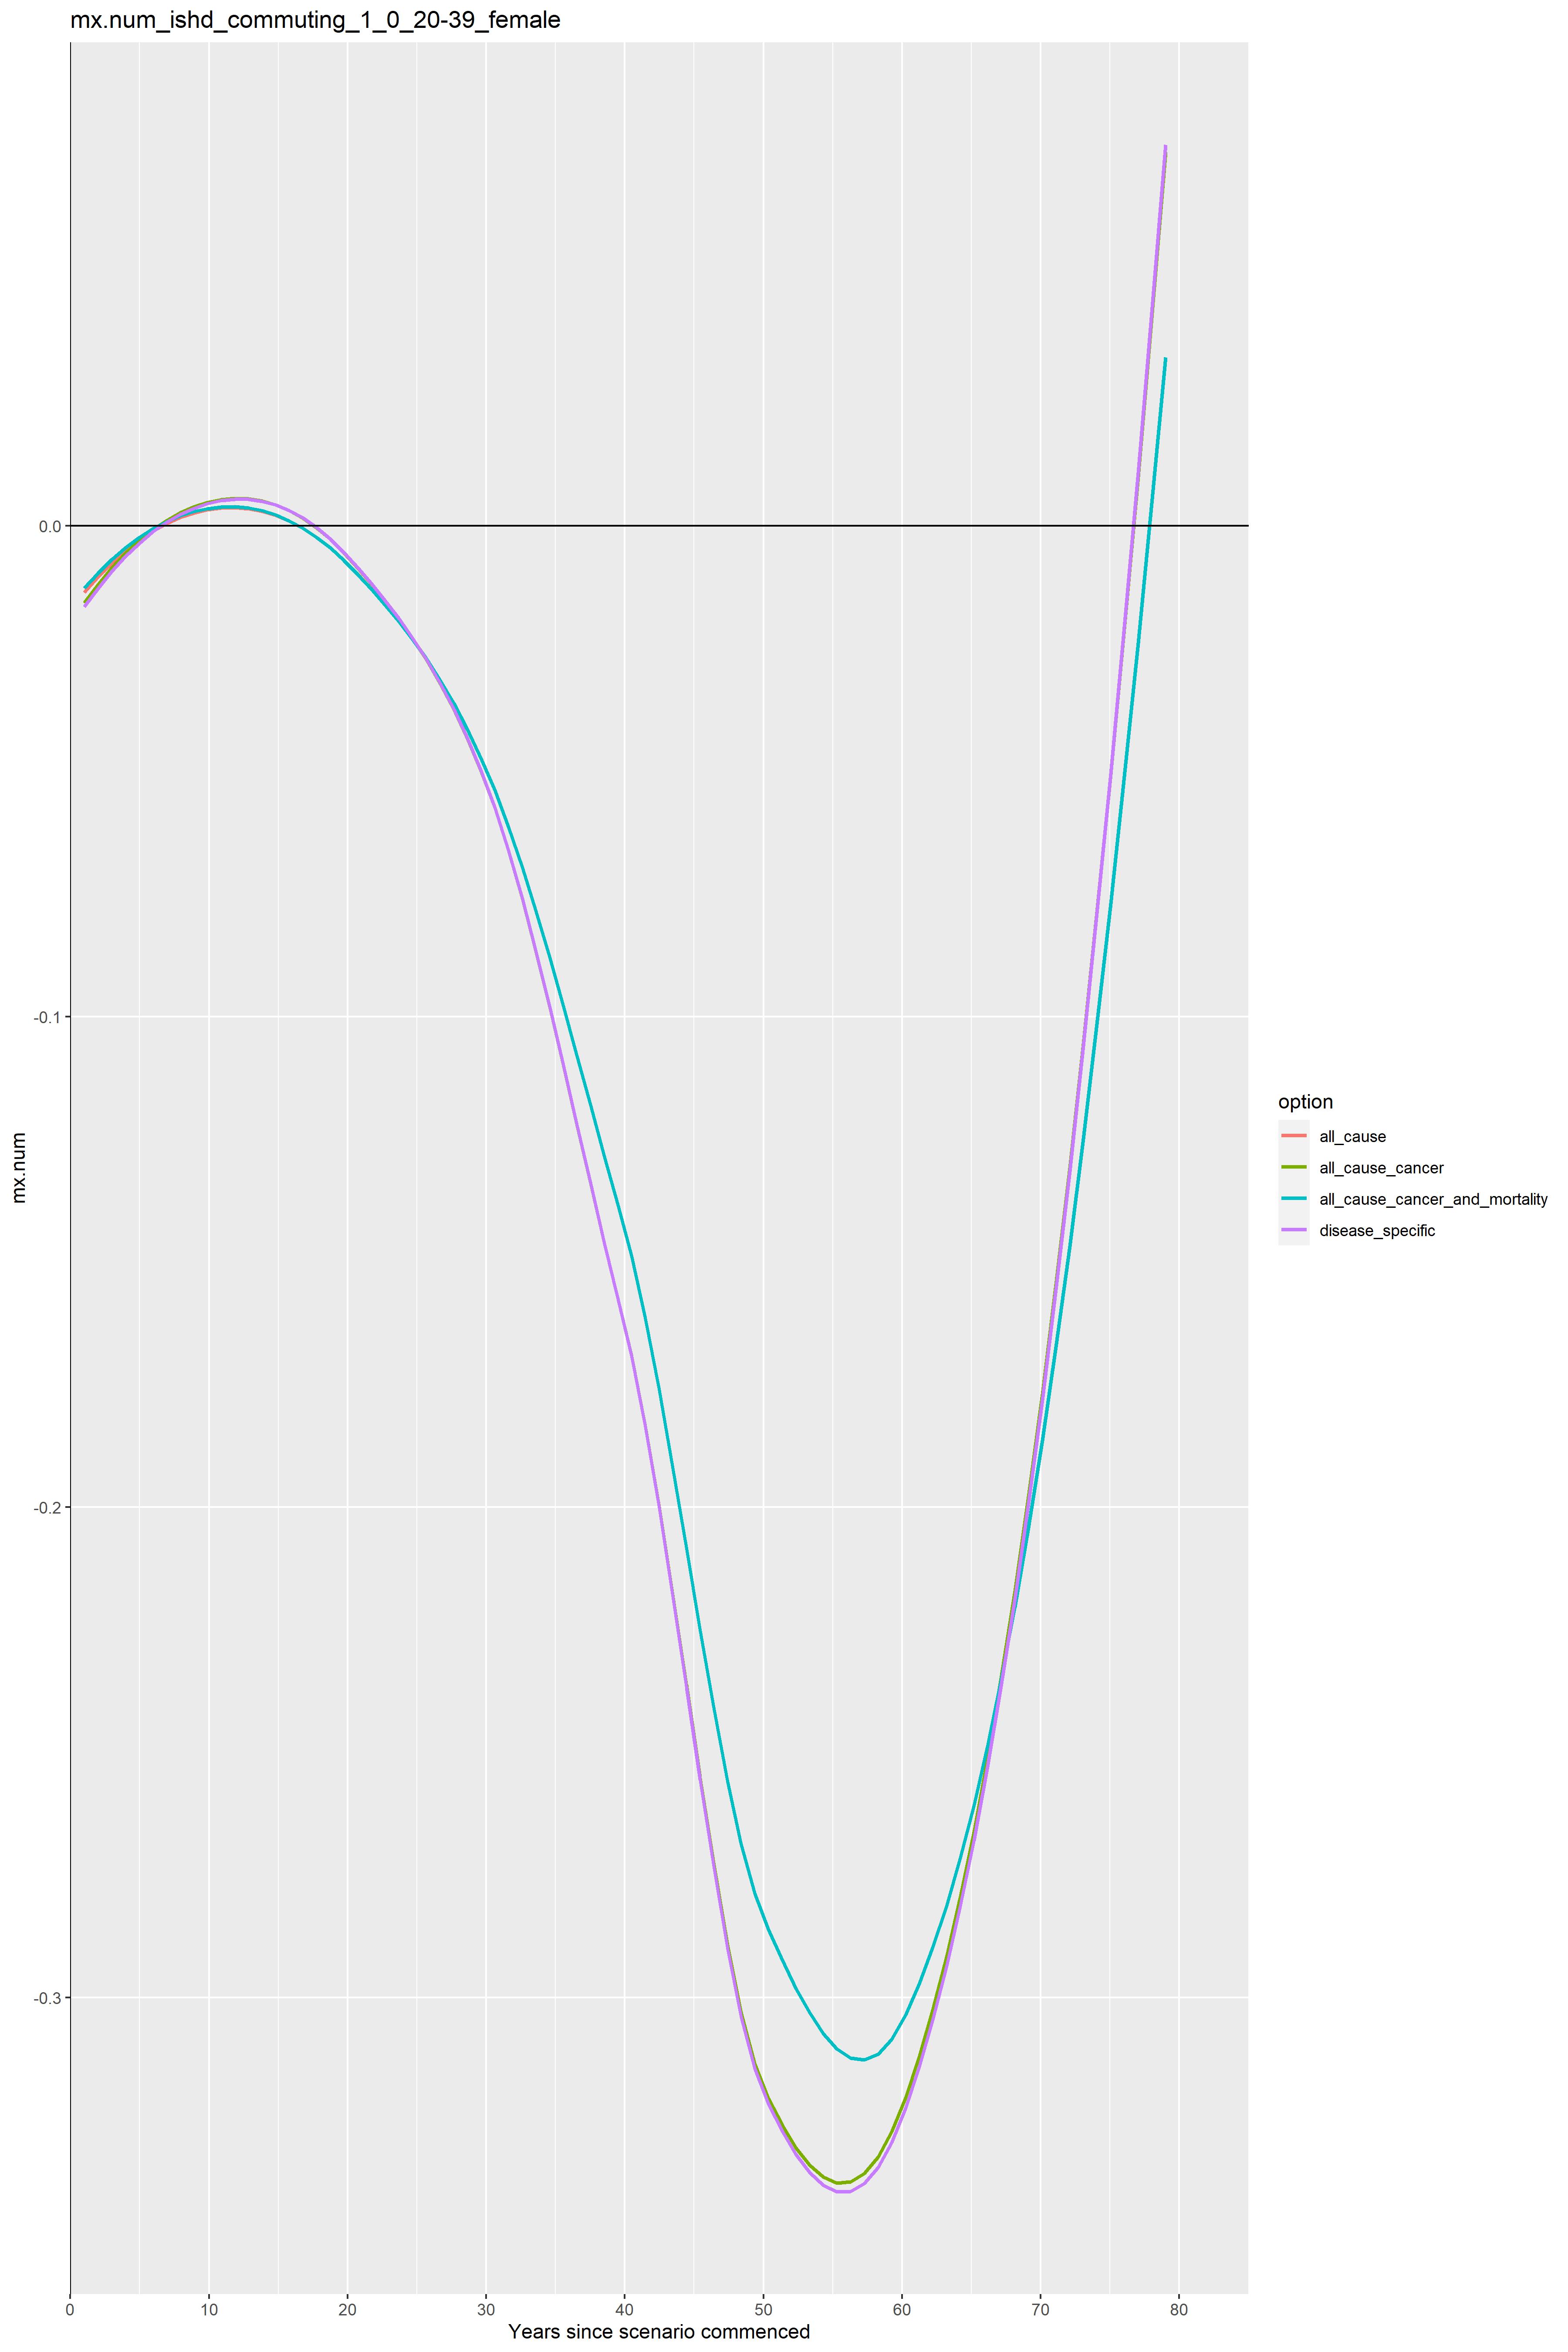 mx.num_ishd_commuting_1_0_20-39_female
mx.num
0.0
-0.1
-0.2
-0.3
0
10
20
30
40
50
60
70
80
Years since scenario commenced
option
all_cause
all_cause_cancer
all_cause_cancer_and_mortality
disease_specific